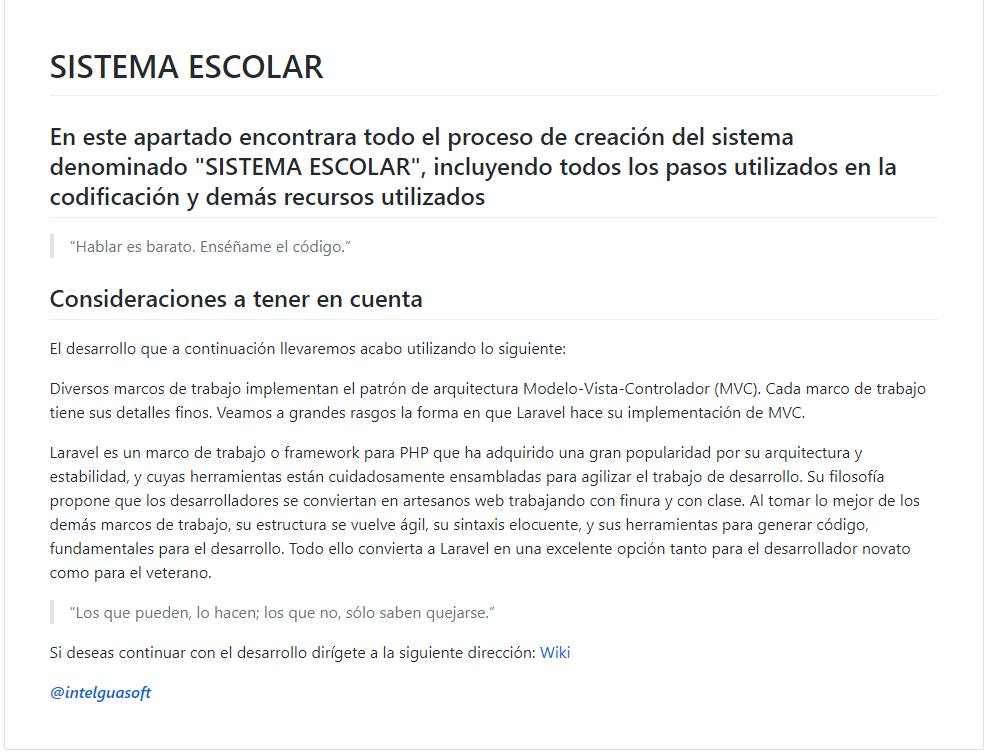 SISTEMA ESCOLAR
En este apartado encontrara todo el proceso de creación del sistema
denominado "SISTEMA ESCOLAR", incluyendo todos los pasos utilizados en la
codificación y demás recursos utilizados
“Hablar es barato. Enséñame el código.”
Consideraciones a tener en cuenta
El desarrollo que a continuación llevaremos acabo utilizando lo siguiente:
Diversos marcos de trabajo implementan el patrón de arquitectura Modelo-Vista-Controlador (MVC). Cada marco de trabajo
tiene sus detalles finos. Veamos a grandes rasgos la forma en que Laravel hace su implementación de MVC.
Laravel es un marco de trabajo o framework para PHP que ha adquirido una gran popularidad por su arquitectura y
estabilidad, y cuyas herramientas están cuidadosamente ensambladas para agilizar el trabajo de desarrollo. Su filosofía
propone que los desarrolladores se conviertan en artesanos web trabajando con finura y con clase. Al tomar lo mejor de los
demás marcos de trabajo, su estructura se vuelve ágil, su sintaxis elocuente, y sus herramientas para generar código,
fundamentales para el desarrollo. Todo ello convierta a Laravel en una excelente opción tanto para el desarrollador novato
como para el veterano.
“Los que pueden, lo hacen; los que no, sólo saben quejarse.”
Si deseas continuar con el desarrollo dirígete a la siguiente dirección: Wiki
@intelguasoft